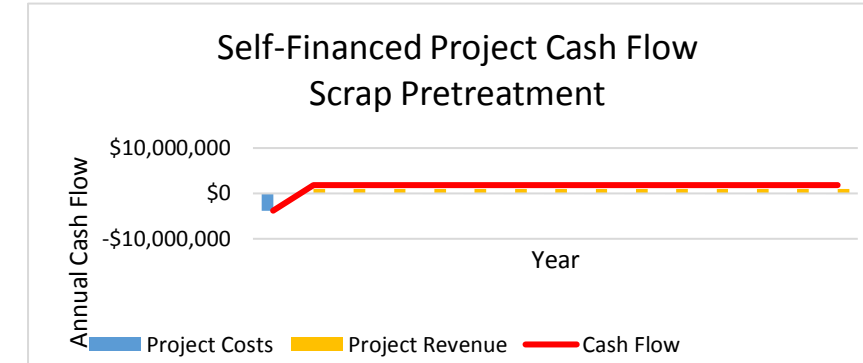 Self-Financed Project Cash Flow
Scrap Pretreatment
Annual Cash Flow
$10,000,000
$0
-$10,000,000
Year
Project Costs
Project Revenue
Cash Flow